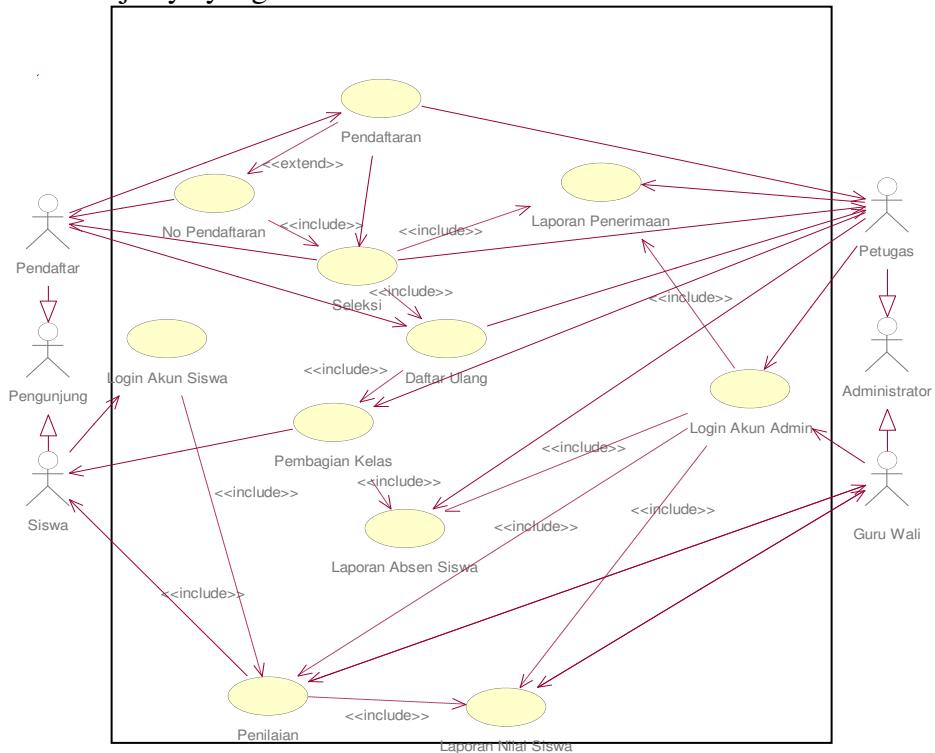 Pendaftaran
<<extend>>
No Pendaftaran
<<include>>
<<include>>
Laporan Penerimaan
Pendaftar
Petugas
<<include>>
Seleksi
<<include>>
<<include>>
Daftar Ulang
Login Akun Siswa
Pengunjung
Administrator
Login Akun Admin
Pembagian Kelas
<<include>>
<<include>>
<<include>>
<<include>>
<<include>>
Siswa
Guru Wali
Laporan Absen Siswa
<<include>>
<<include>>
Penilaian
Laporan Nilai Siswa